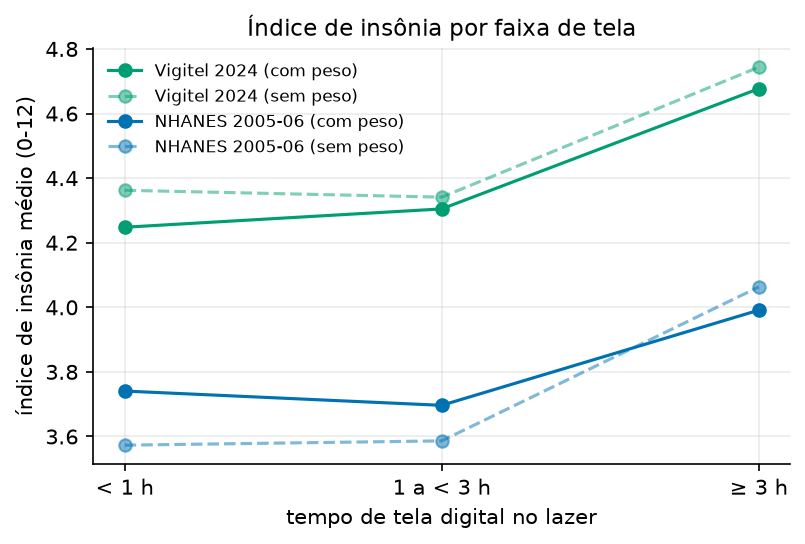 Índice de insônia por faixa de tela
índice de insônia médio (0-12)
4.8
4.6
4.4
4.2
4.0
3.8
3.6
Vigitel 2024 (com peso)
Vigitel 2024 (sem peso)
NHANES 2005-06 (com peso)
NHANES 2005-06 (sem peso)
< 1 h
1 a < 3 h
≥ 3 h
tempo de tela digital no lazer